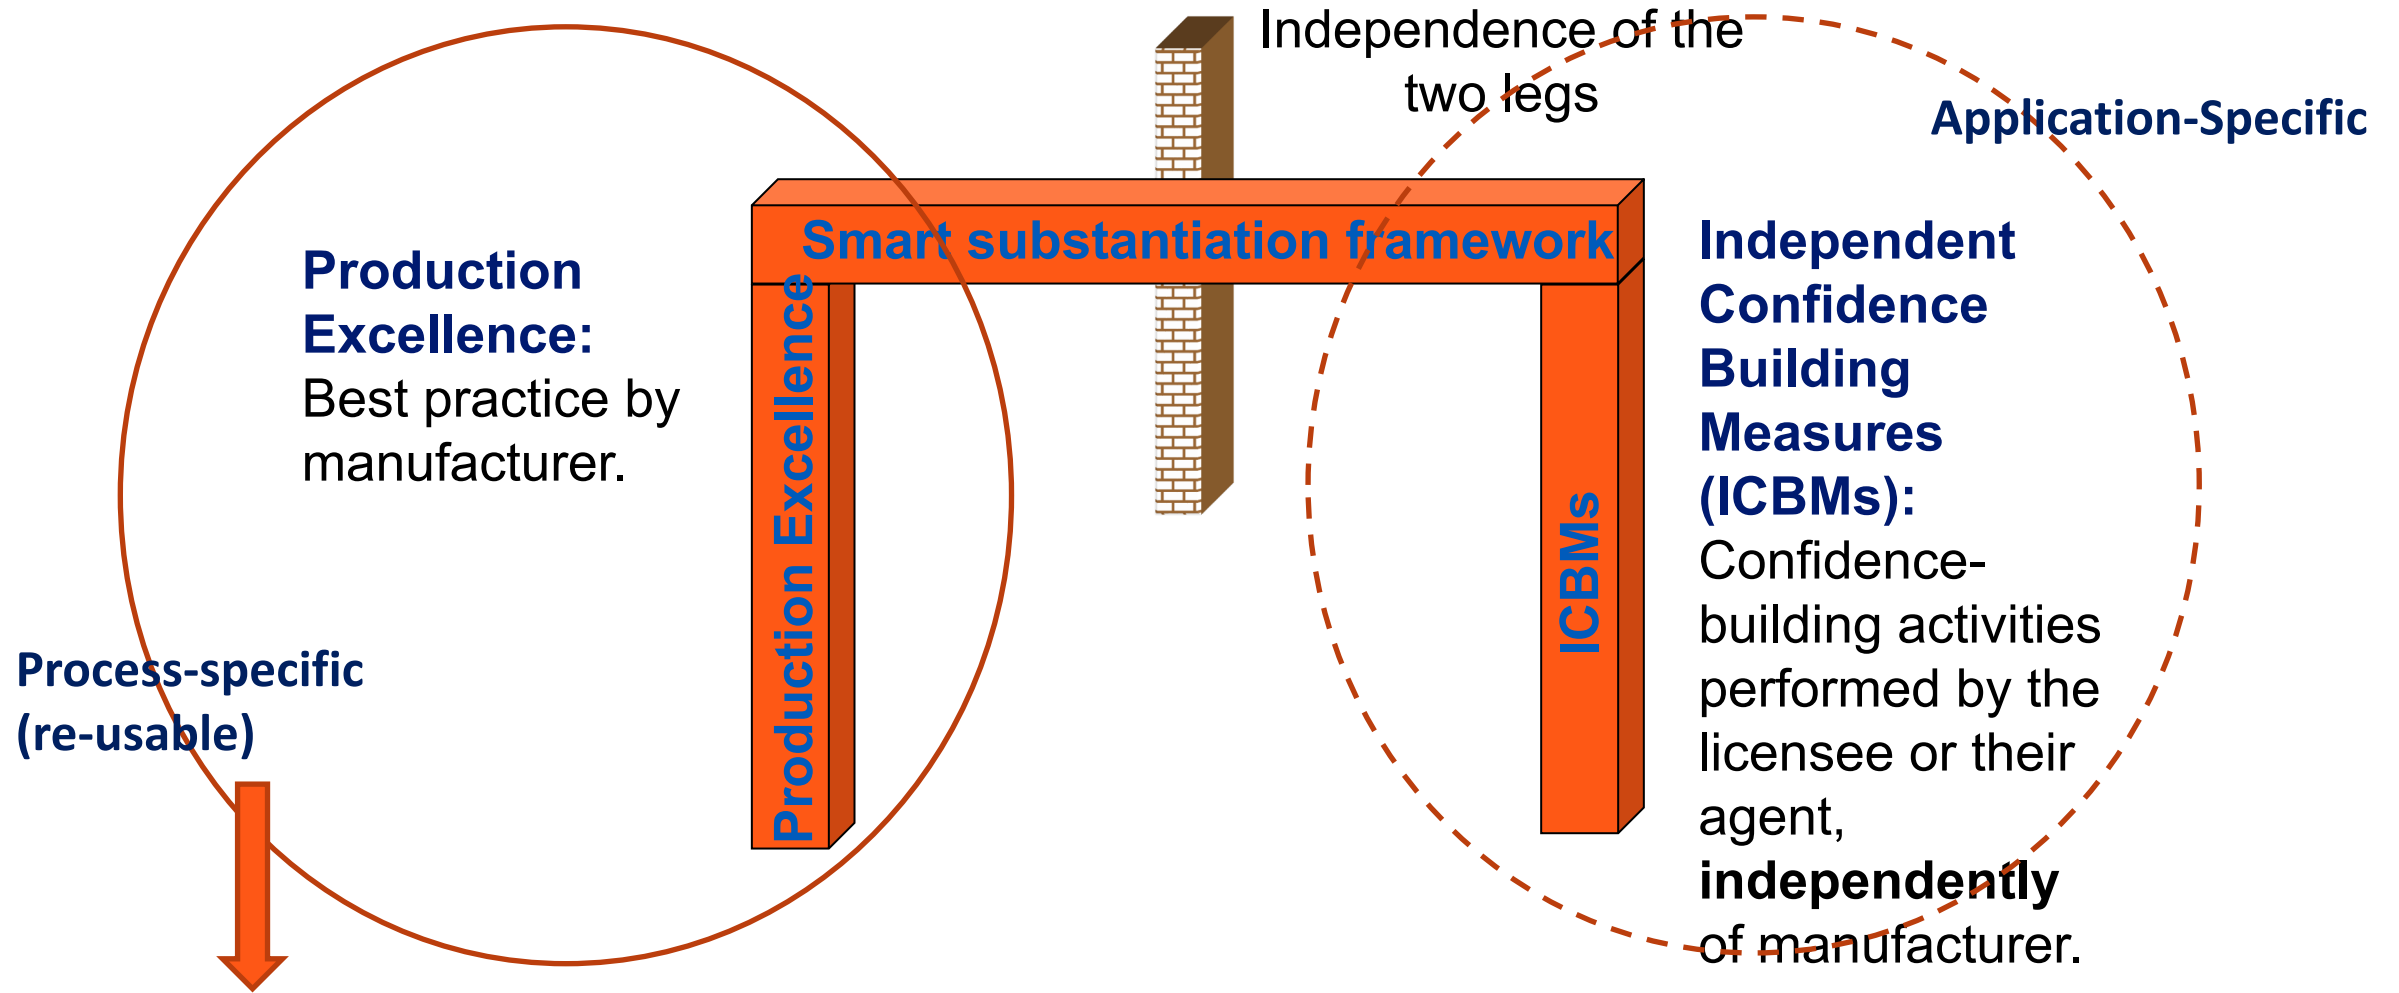 Independence of the
two legs
Application-Specific
Smart substantiation framework
Production
Excellence:
Best practice by
manufacturer.
Production Excellence
ICBMs
Independent
Confidence
Building
Measures
(ICBMs):
Confidence-
building activities
performed by the
licensee or their
agent,
independently
of manufacturer.
Process-specific
(re-usable)